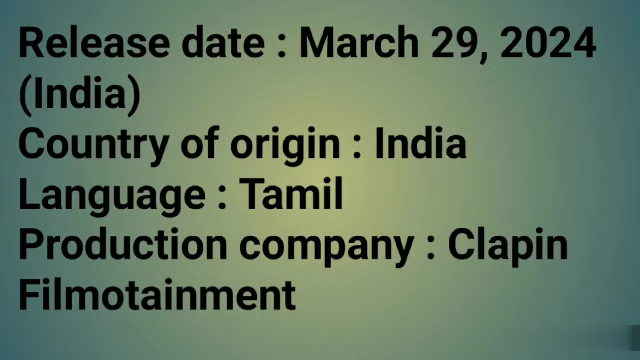 Release date : March 29, 2024
(India)
Country of origin : India
Language : Tamil
Production company : Clapin
Filmotainment